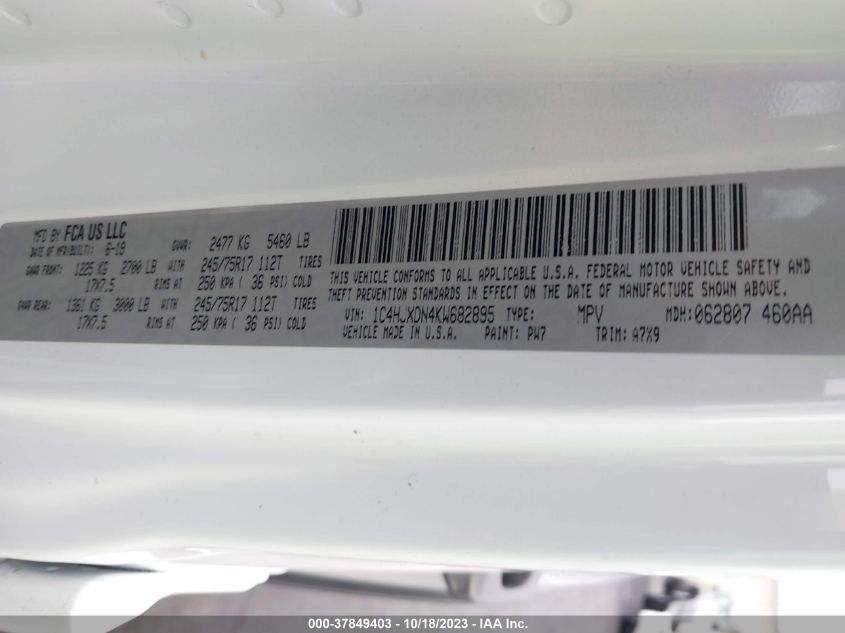 MFD BY FCA US LLC
DATE OF MFR(BUILT): 6-19 GVWR: 2477 KG 5460 LB
GAWR FRONT: 1225 KG 2700 LB WITH 245/75R17 112T TIRES
17X7.5 RIMS AT 250 KPA ( 36 PSI) COLD
GAWR REAR: 1361 KG 3000 LB WITH 245/75R17 112T TIRES
17X7.5 RIMS AT 250 KPA ( 36 PSI) COLD
THIS VEHICLE CONFORMS TO ALL APPLICABLE U.S.A. FEDERAL MOTOR VEHICLE SAFETY AND
THEFT PREVENTION STANDARDS IN EFFECT ON THE DATE OF MANUFACTURE SHOWN ABOVE.
VIN: 1C4HJXDN4KW682895 TYPE: MPV MDH:062807 460AA
VEHICLE MADE IN U.S.A. PAINT: PW7 TRIM: A7X9
000-37849403 - 10/18/2023 - IAA Inc.